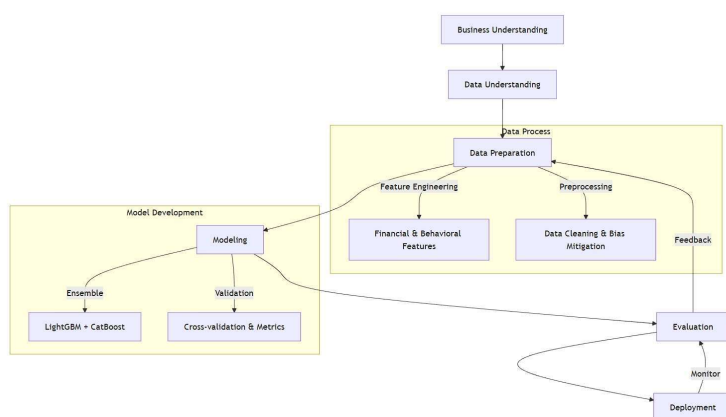 Business Understanding
Data Understanding
Data Process
Data Preparation
Feature Engineering
Preprocessing
Model Development
Financial & Behavioral
Features
Data Cleaning & Bias
Mitigation
Modeling
Feedback
Ensemble
Validation
LightGBM + CatBoost
Cross-validation & Metrics
Evaluation
Monitor
Deployment